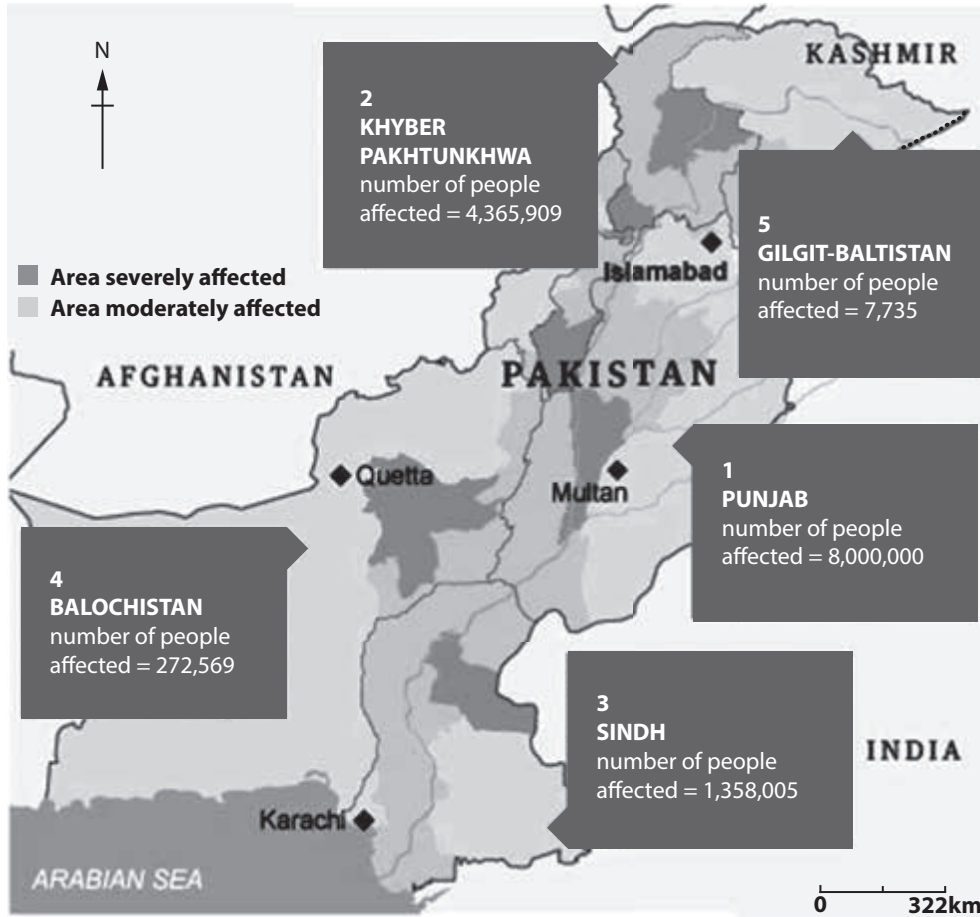 N
KASHMIR
2
KHYBER
PAKHTUNKHWA
number of people
affected = 4,365,909
5
GILGIT-BALTISTAN
number of people
affected = 7,735
Islamabad
Area severely affected
Area moderately affected
AFGHANISTAN
PAKISTAN
Quetta
Multan
1
PUNJAB
number of people
affected = 8,000,000
4
BALOCHISTAN
number of people
affected = 272,569
3
SINDH
number of people
affected = 1,358,005
INDIA
Karachi
ARABIAN SEA
0 322km